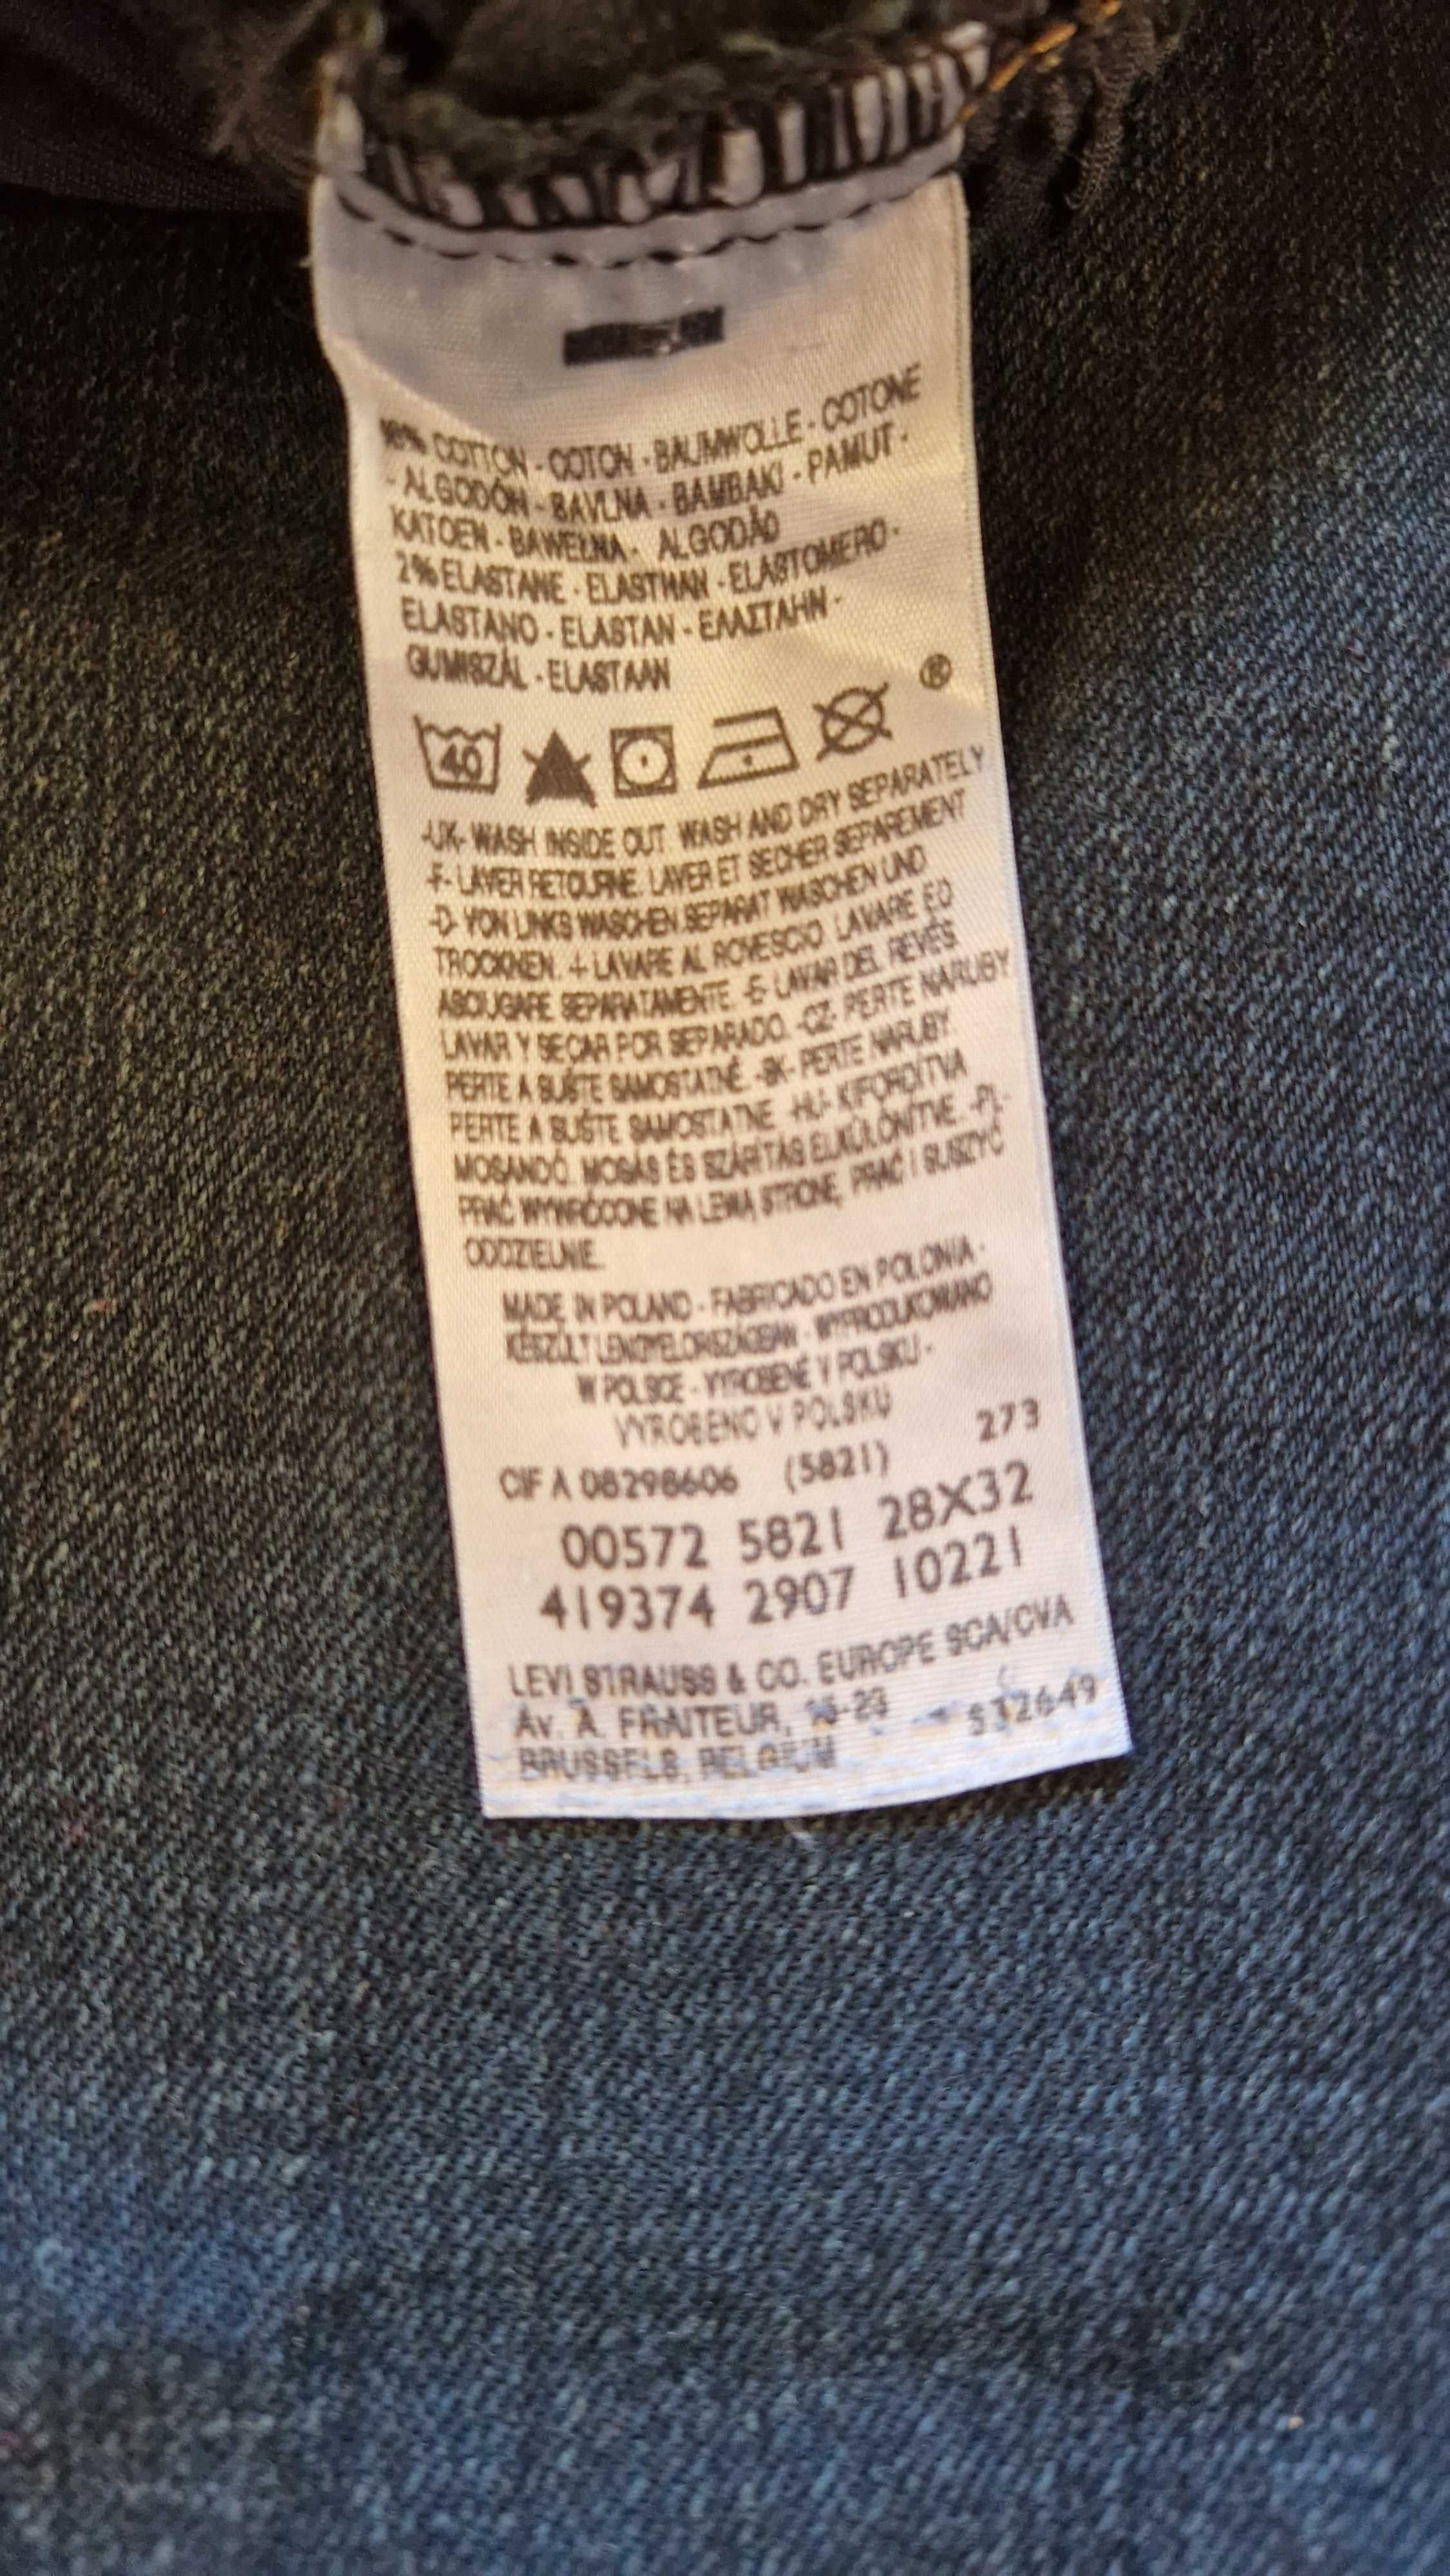 98% COTTON - COTON - BAUMWOLLE - COTONE
- ALGODÓN - BAVLNA - BAMBAKI - PAMUT -
KATOEN - BAWEŁNA - ALGODÃO
2% ELASTANE - ELASTHAN - ELASTOMERO -
ELASTANO - ELASTAN - ΕΛΑΣΤΑΗΝ -
GUMISZÁL - ELASTAAN
40 ®
-UK- WASH INSIDE OUT. WASH AND DRY SEPARATELY
-F- LAVER RETOURNE. LAVER ET SECHER SEPAREMENT
-D- VON LINKS WASCHEN. SEPARAT WASCHEN UND
TROCKNEN. -I- LAVARE AL ROVESCIO. LAVARE ED
ASCIUGARE SEPARATAMENTE. -E- LAVAR DEL REVÉS
LAVAR Y SECAR POR SEPARADO. -CZ- PERTE NARUBY
PERTE A SUŠTE SAMOSTATNĚ. -SK- PERTE NARUBY.
PERTE A SUŠTE SAMOSTATNE. -HU- KIFORDÍTVA
MOSANDÓ. MOSÁS ÉS SZÁRÍTÁS ELKÜLÖNÍTVE. -PL-
PRAĆ WYWRÓCONE NA LEWĄ STRONĘ, PRAĆ I SUSZYĆ
ODDZIELNIE.
MADE IN POLAND - FABRICADO EN POLONIA -
KÉSZÜLT LENGYELORSZÁGBAN - WYPRODUKOWANO
W POLSCE - VYROBENÉ V POLSKU -
VYROBENO V POLSKU 273
CIF A 08298606 (5821)
00572 5821 28X32
419374 2907 10221
LEVI STRAUSS & CO. EUROPE SCA/CVA
Av. A. FRAITEUR, 15-23 532649
BRUSSELS, BELGIUM